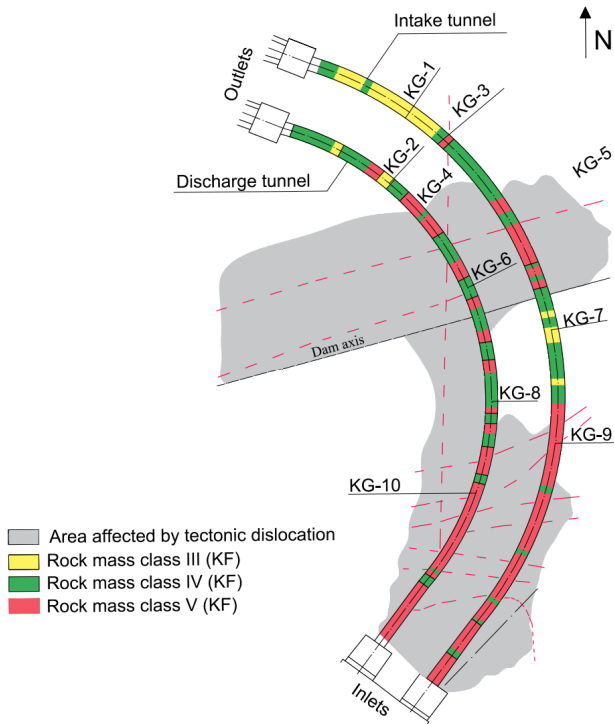 Intake tunnel
N
Outlets
KG-1
KG-3
KG-5
KG-2
Discharge tunnel
KG-4
KG-6
KG-7
Dam axis
KG-8
KG-9
KG-10
Area affected by tectonic dislocation
Rock mass class III (KF)
Rock mass class IV (KF)
Rock mass class V (KF)
Inlets